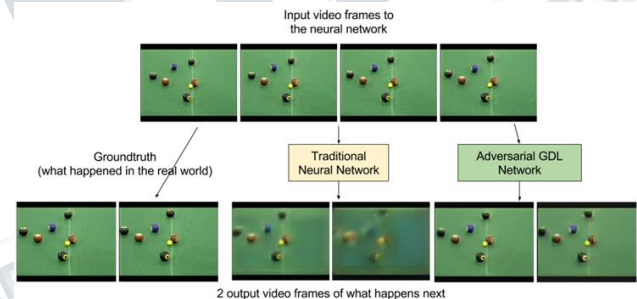 Input video frames to
the neural network
Groundtruth
(what happened in the real world)
Traditional
Neural Network
Adversarial GDL
Network
2 output video frames of what happens next